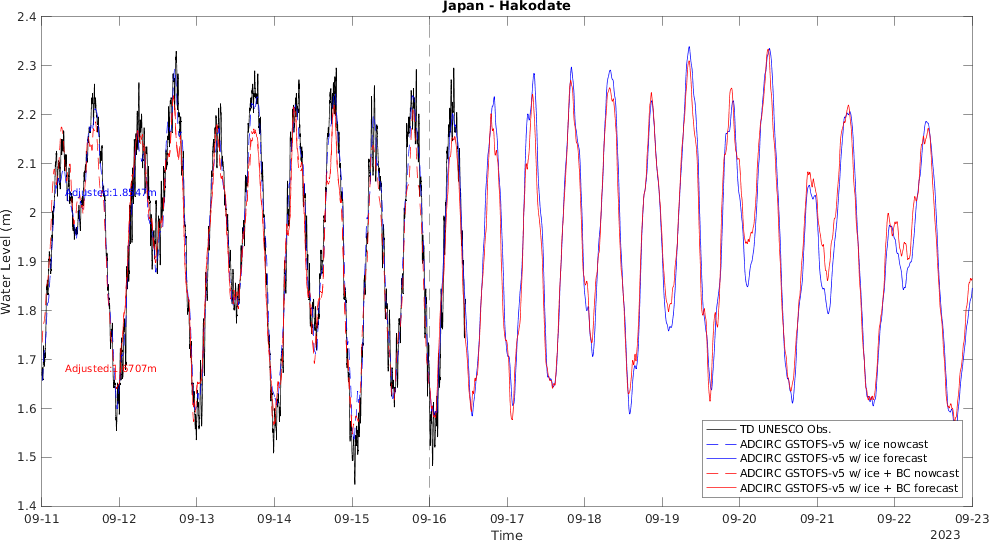 Japan - Hakodate
2.4
2.3
2.2
2.1
2
1.9
1.8
1.7
1.6
1.5
1.4
Water Level (m)
Adjusted:1.8547m
TD UNESCO Obs.
ADCIRC GSTOFS-v5 w/ ice nowcast
ADCIRC GSTOFS-v5 w/ ice forecast
ADCIRC GSTOFS-v5 w/ ice + BC nowcast
ADCIRC GSTOFS-v5 w/ ice + BC forecast
09-11 09-12 09-13 09-14 09-15 09-16 09-17 09-18 09-19 09-20 09-21 09-22 09-23
Time
2023